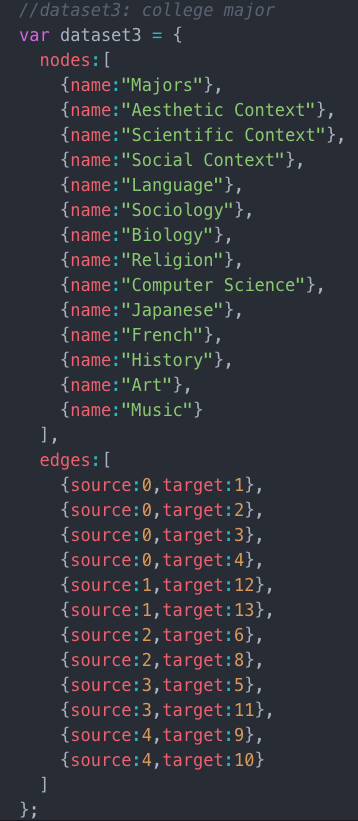 //dataset3: college major
var dataset3 = {
  nodes:[
    {name:"Majors"},
    {name:"Aesthetic Context"},
    {name:"Scientific Context"},
    {name:"Social Context"},
    {name:"Language"},
    {name:"Sociology"},
    {name:"Biology"},
    {name:"Religion"},
    {name:"Computer Science"},
    {name:"Japanese"},
    {name:"French"},
    {name:"History"},
    {name:"Art"},
    {name:"Music"}
  ],
  edges:[
    {source:0,target:1},
    {source:0,target:2},
    {source:0,target:3},
    {source:0,target:4},
    {source:1,target:12},
    {source:1,target:13},
    {source:2,target:6},
    {source:2,target:8},
    {source:3,target:5},
    {source:3,target:11},
    {source:4,target:9},
    {source:4,target:10}
  ]
};